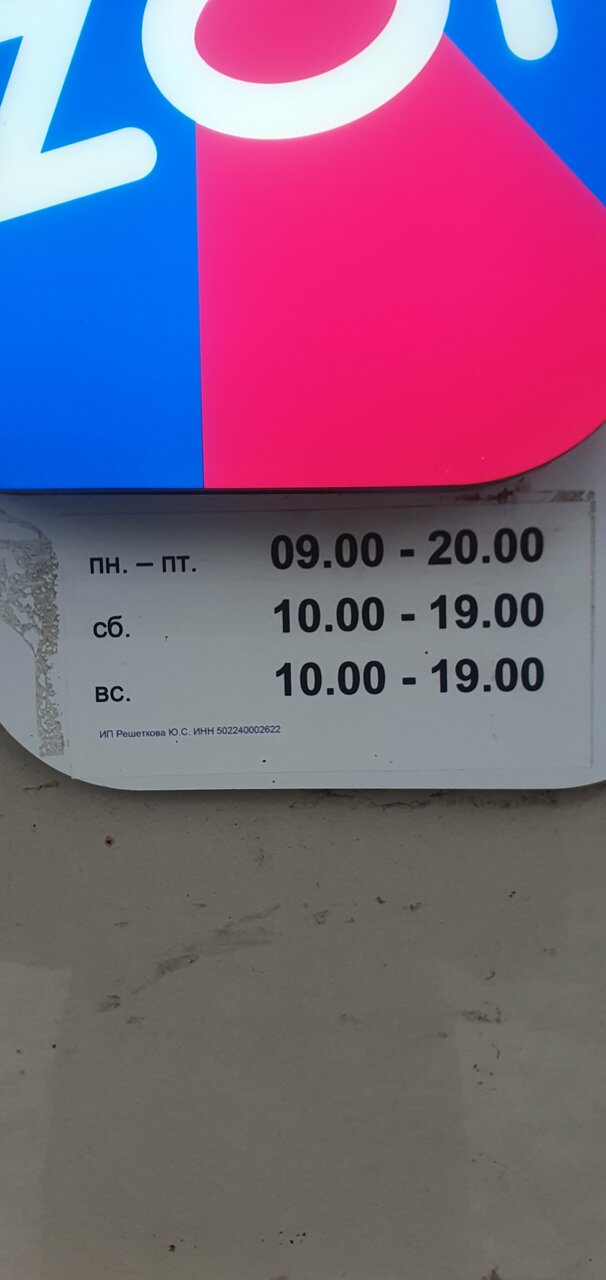 zon
пн. – пт. 09.00 - 20.00
сб. 10.00 - 19.00
вс. 10.00 - 19.00
ИП Решеткова Ю.С. ИНН 502240002622